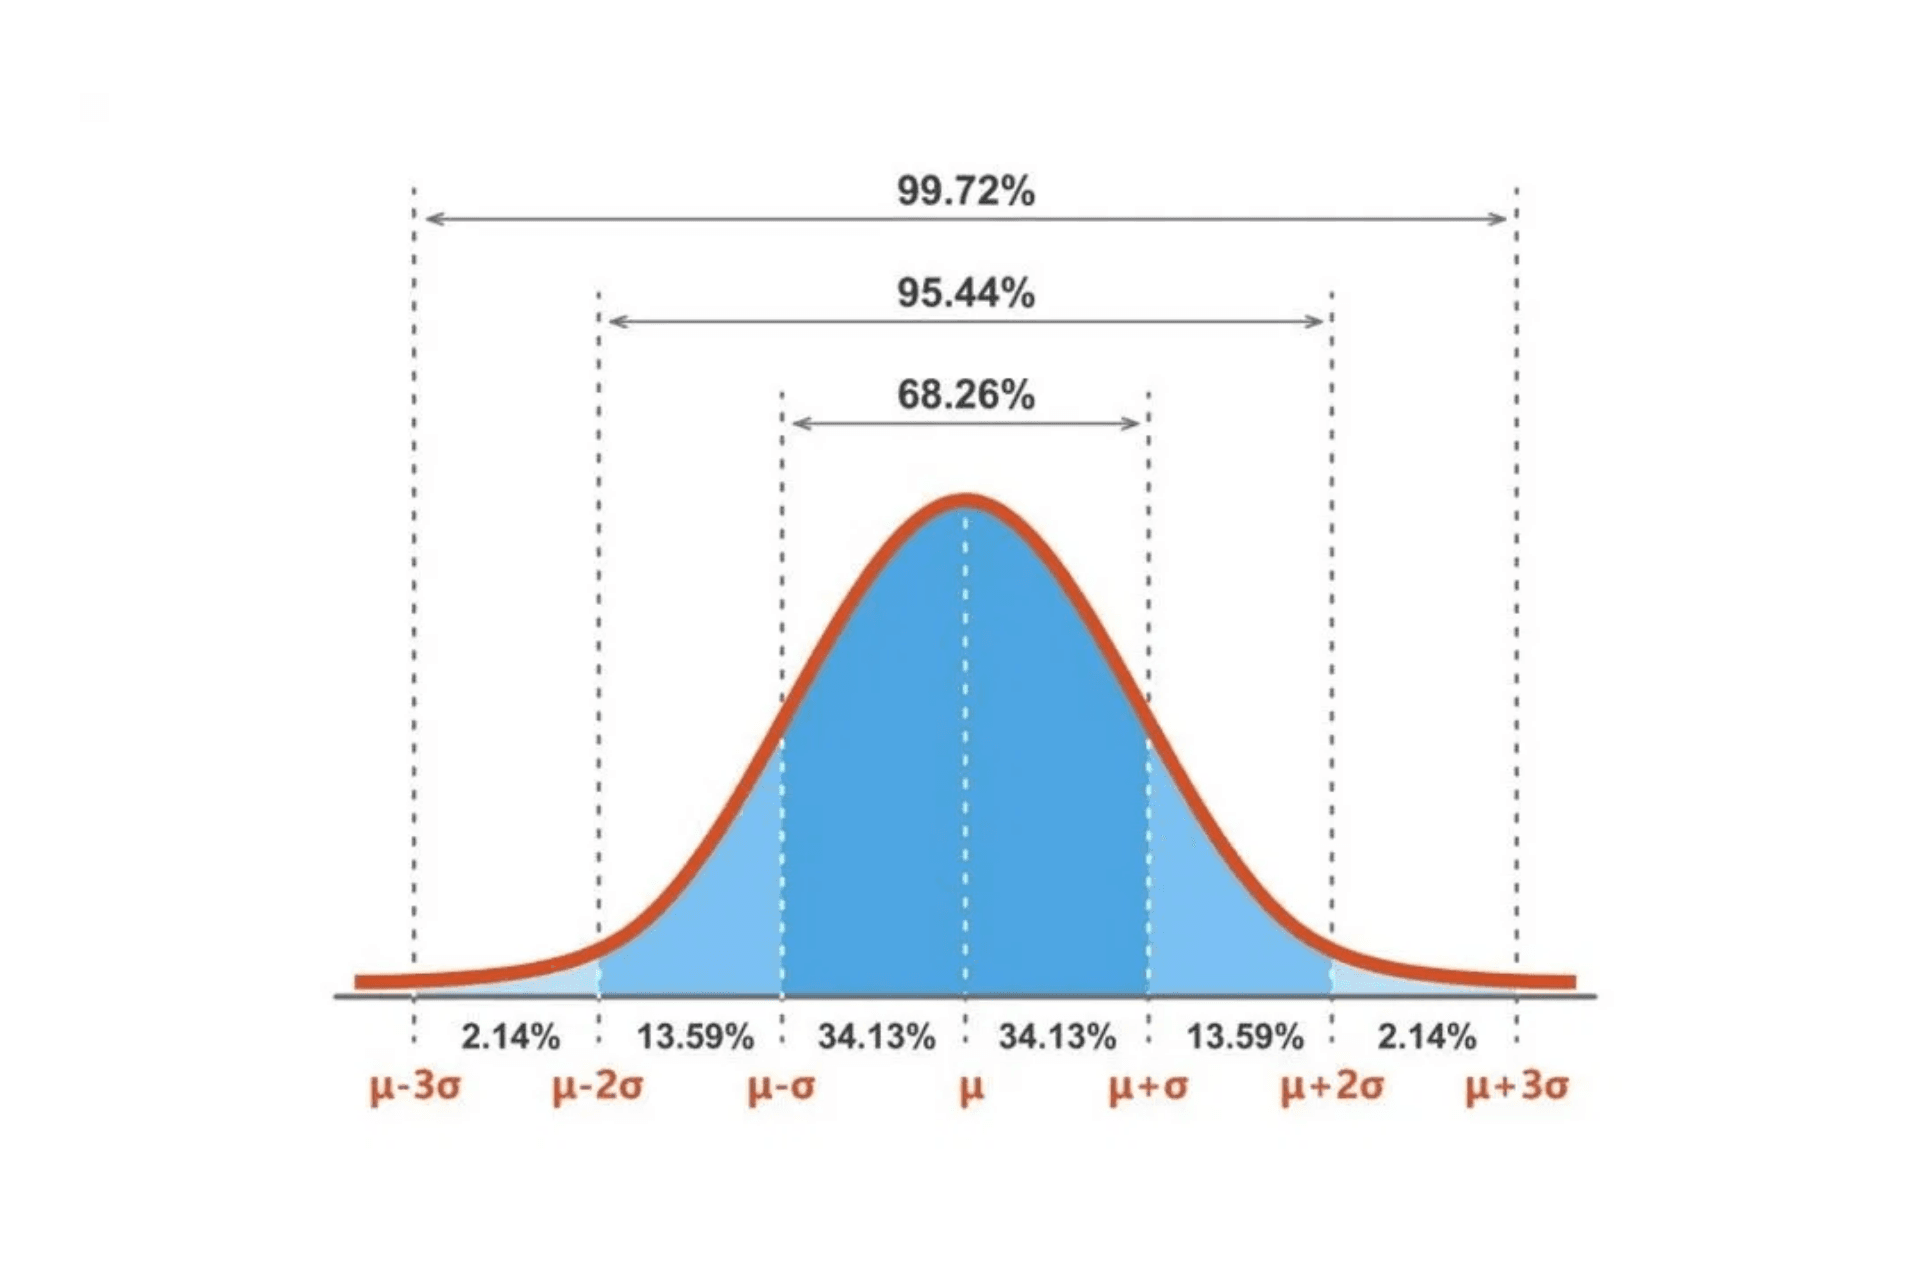 99.72%
95.44%
68.26%
2.14% 13.59% 34.13% 34.13% 13.59% 2.14%
μ-3σ μ-2σ μ-σ μ μ+σ μ+2σ μ+3σ